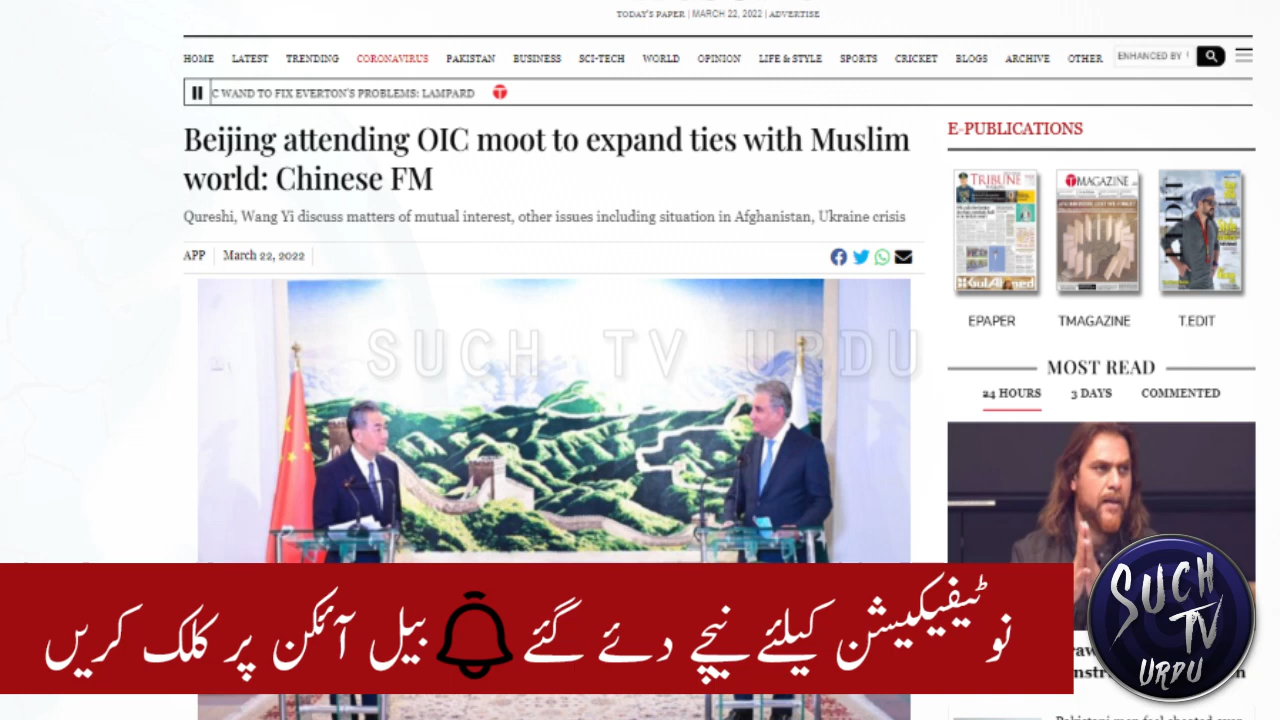 TODAY'S PAPER | MARCH 22, 2022 | ADVERTISE
HOME LATEST TRENDING CORONAVIRUS PAKISTAN BUSINESS SCI-TECH WORLD OPINION LIFE & STYLE SPORTS CRICKET BLOGS ARCHIVE OTHER ENHANCED BY
C WAND TO FIX EVERTON'S PROBLEMS: LAMPARD
Beijing attending OIC moot to expand ties with Muslim
world: Chinese FM
Qureshi, Wang Yi discuss matters of mutual interest, other issues including situation in Afghanistan, Ukraine crisis
APP March 22, 2022
SUCH TV URDU
E-PUBLICATIONS
TRIBUNE
TMAGAZINE
EPAPER TMAGAZINE T.EDIT
MOST READ
24 HOURS 3 DAYS COMMENTED
نوٹیفیکیشن کیلئے نیچے دئے گئے بیل آئکن پر کلک کریں
SUCH
TV
URDU